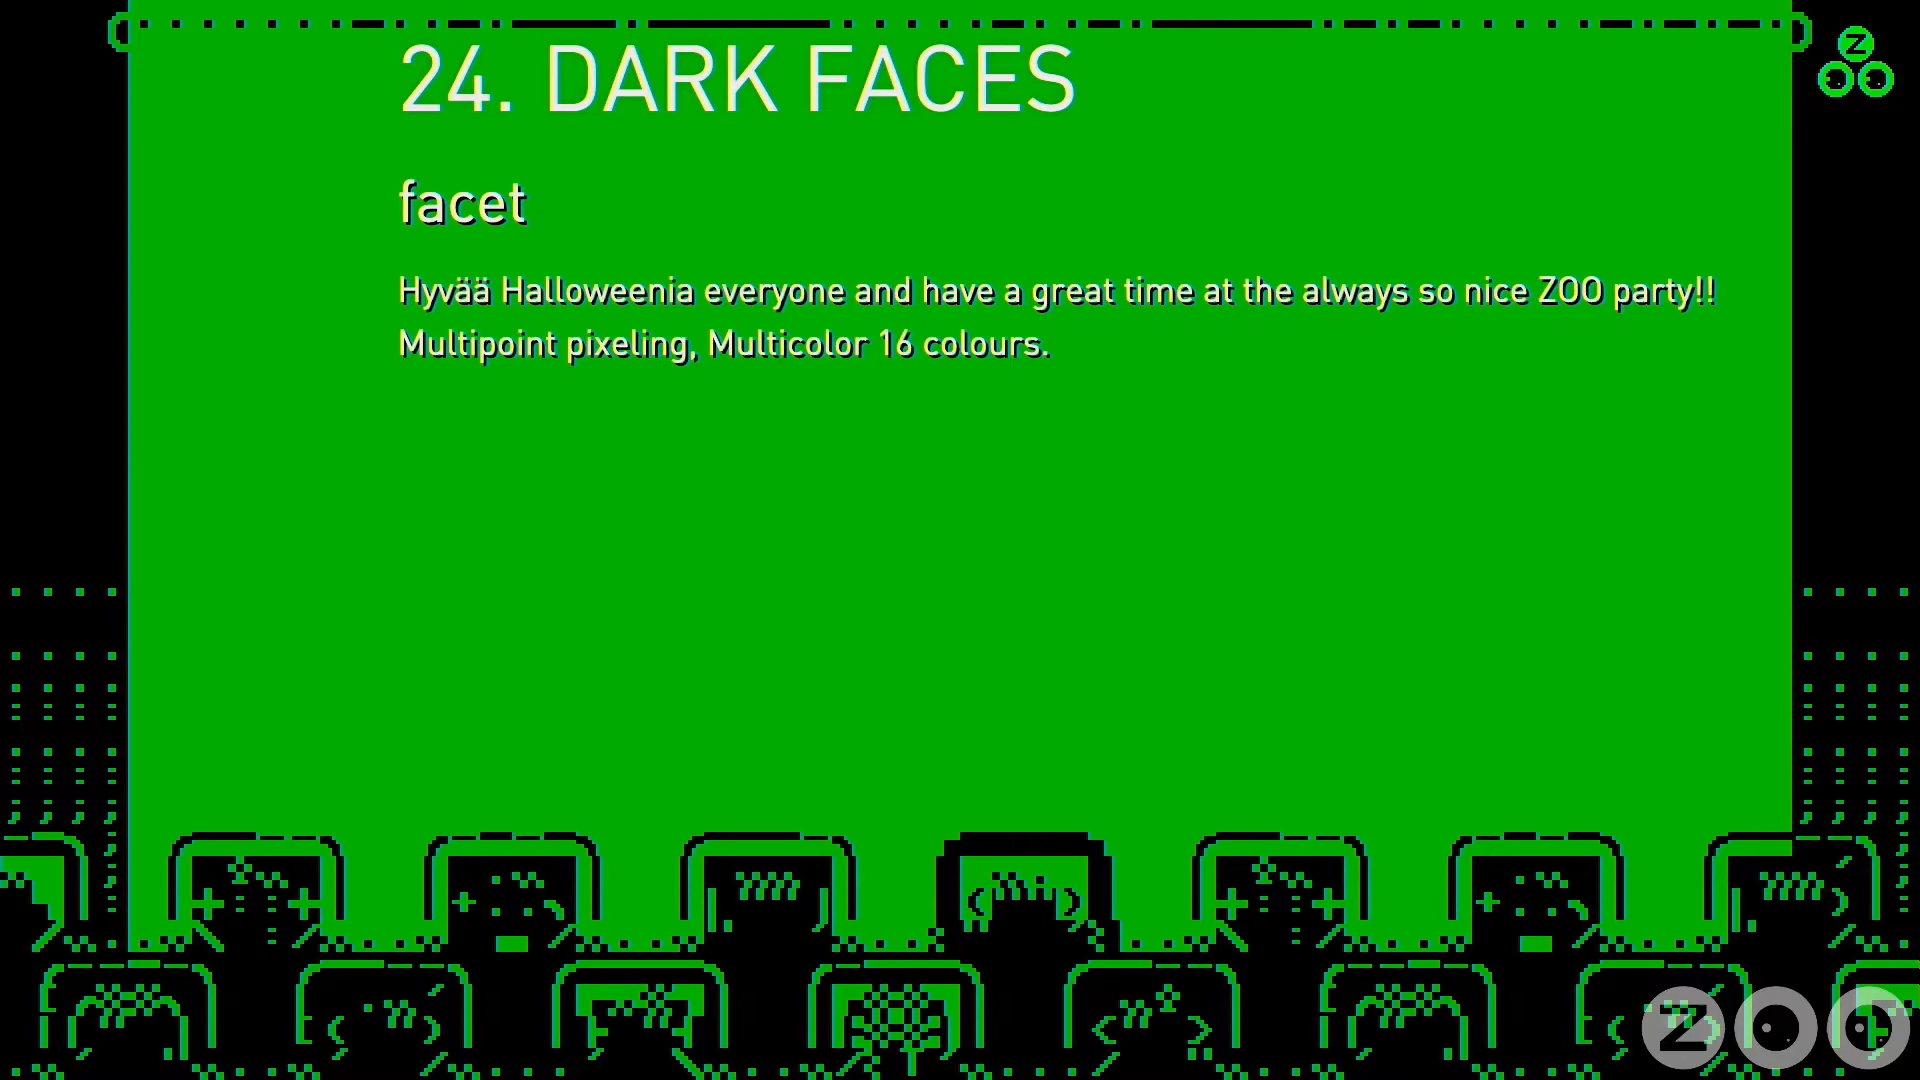 24. DARK FACES
Z
facet
Hyvää Halloweenia everyone and have a great time at the always so nice ZOO party!!
Multipoint pixeling, Multicolor 16 colours.
ZOO